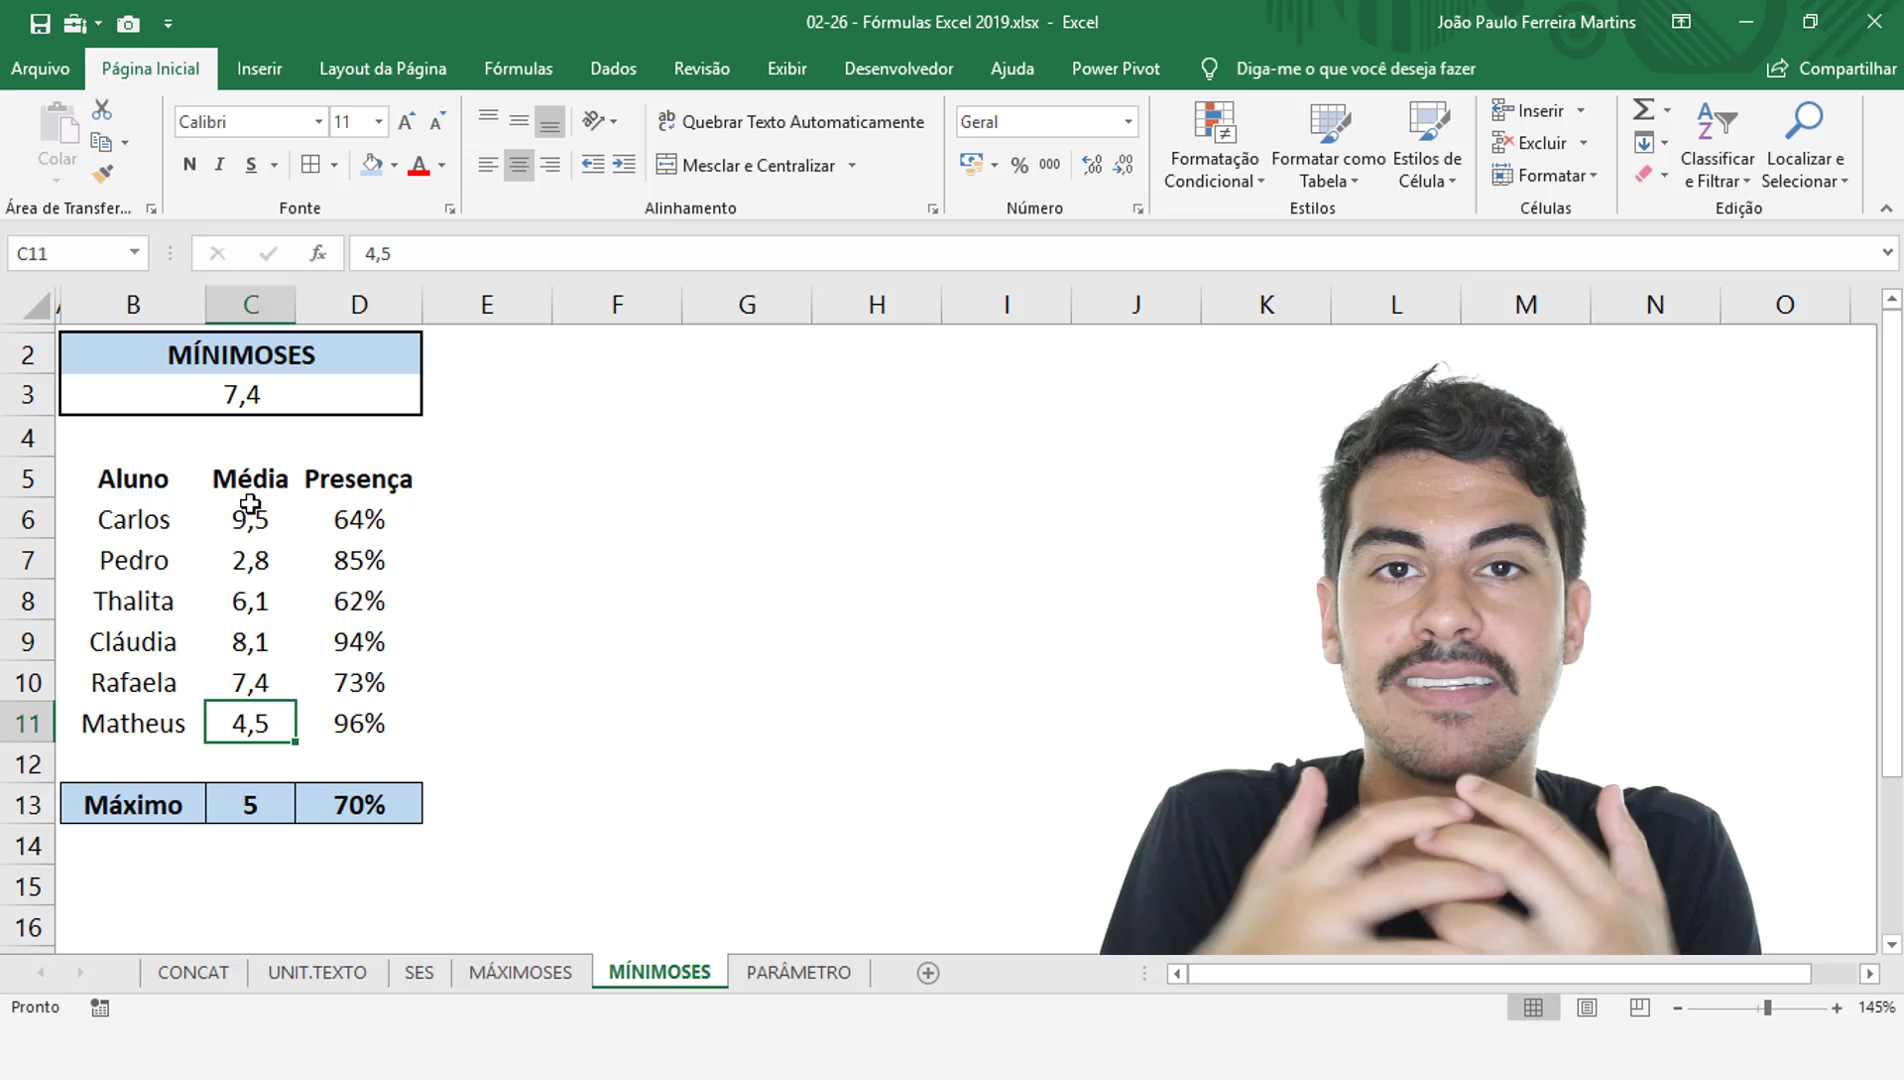 02-26 - Fórmulas Excel 2019.xlsx - Excel
João Paulo Ferreira Martins
Arquivo Página Inicial Inserir Layout da Página Fórmulas Dados Revisão Exibir Desenvolvedor Ajuda Power Pivot Diga-me o que você deseja fazer Compartilhar
Colar
Calibri 11
N I S
Quebrar Texto Automaticamente
Mesclar e Centralizar
Geral
% 000
Formatação Condicional
Formatar como Tabela
Estilos de Célula
Inserir
Excluir
Formatar
Classificar e Filtrar
Localizar e Selecionar
Área de Transfer... Fonte Alinhamento Número Estilos Células Edição
C11 fx 4,5
B C D E F G H I J K L M N O
2 MÍNIMOSES
3 7,4
4
5 Aluno Média Presença
6 Carlos 9,5 64%
7 Pedro 2,8 85%
8 Thalita 6,1 62%
9 Cláudia 8,1 94%
10 Rafaela 7,4 73%
11 Matheus 4,5 96%
12
13 Máximo 5 70%
14
15
16
CONCAT UNIT.TEXTO SES MÁXIMOSES MÍNIMOSES PARÂMETRO
Pronto 145%